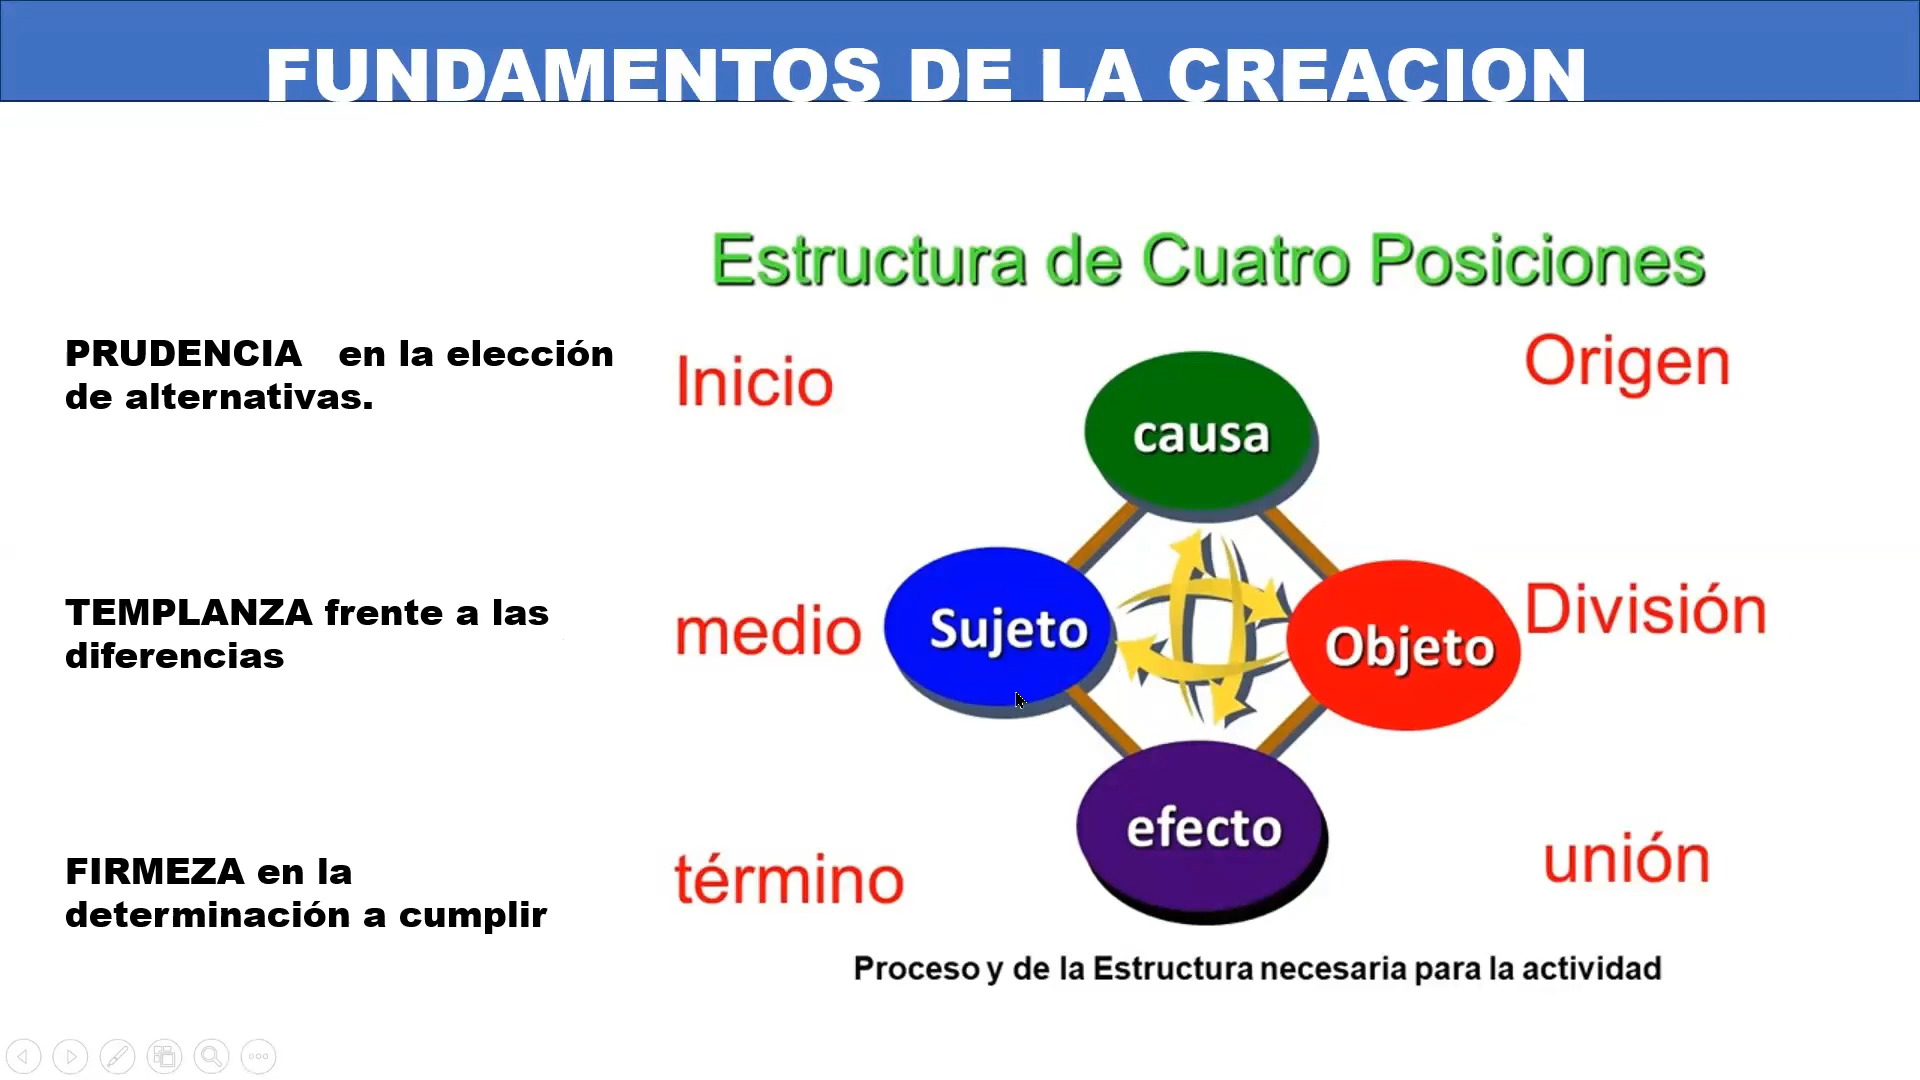 FUNDAMENTOS DE LA CREACION
Estructura de Cuatro Posiciones
PRUDENCIA en la elección
de alternativas.
Inicio
causa
Origen
TEMPLANZA frente a las
diferencias
medio
Sujeto
Objeto
División
FIRMEZA en la
determinación a cumplir
término
efecto
unión
Proceso y de la Estructura necesaria para la actividad